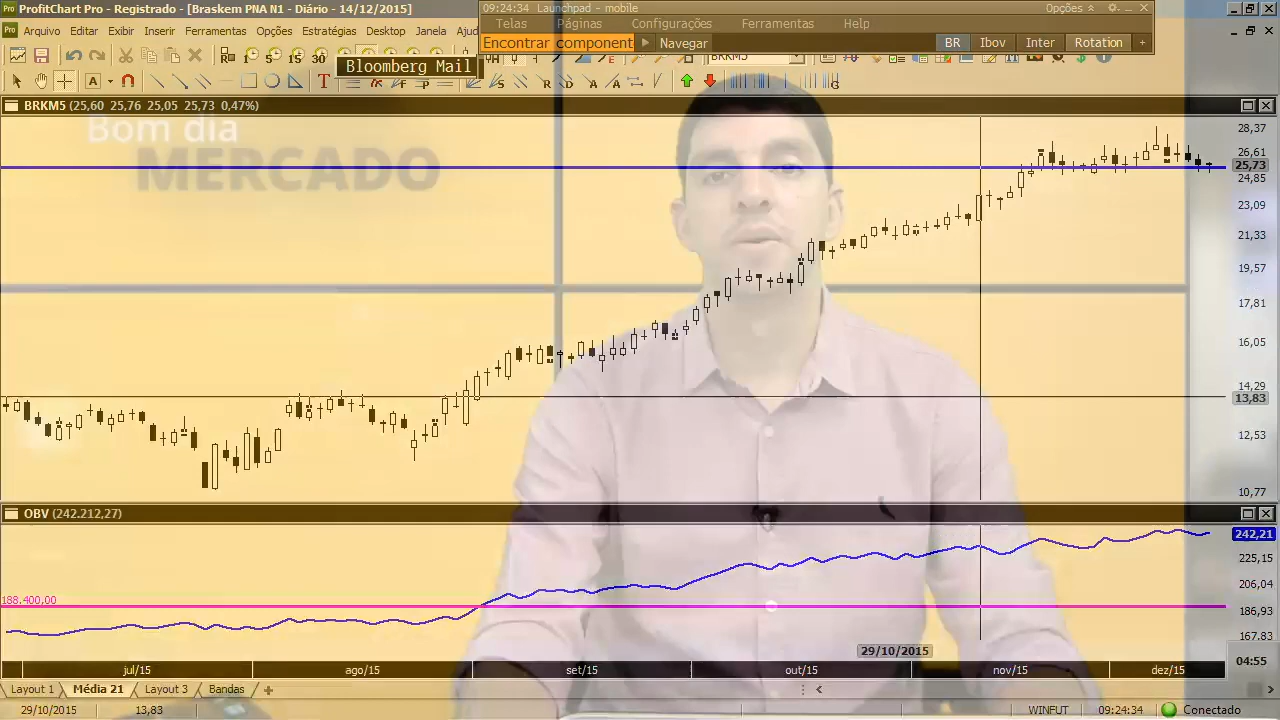 ProfitChart Pro - Registrado - [Braskem PNA N1 - Diário - 14/12/2015]
09:24:34 Launchpad - mobile
Opções
Arquivo Editar Exibir Inserir Ferramentas Opções Estratégias Desktop Janela Aju
Telas Páginas Configurações Ferramentas Help
Encontrar component Navegar BR Ibov Inter Rotation +
Bloomberg Mail
BRKM5 (25,60 25,76 25,05 25,73 0,47%)
Bom dia
MERCADO
28,37
26,61
25,73
24,85
23,09
21,33
19,57
17,81
16,05
14,29
13,83
12,53
10,77
OBV (242.212,27)
242,21
225,15
206,04
188.400,00
186,93
167.83
29/10/2015
jul/15 ago/15 set/15 out/15 nov/15 dez/15
04:55
Layout 1 Média 21 Layout 3 Bandas
29/10/2015 13,83 WINFUT 09:24:34 Conectado